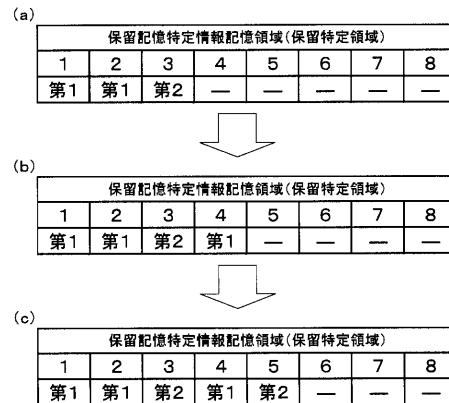 (a)
保留記憶特定情報記憶領域(保留特定領域)
1 2 3 4 5 6 7 8
第1 第1 第2 — — — — —
(b)
保留記憶特定情報記憶領域(保留特定領域)
1 2 3 4 5 6 7 8
第1 第1 第2 第1 — — — —
(c)
保留記憶特定情報記憶領域(保留特定領域)
1 2 3 4 5 6 7 8
第1 第1 第2 第1 第2 — — —